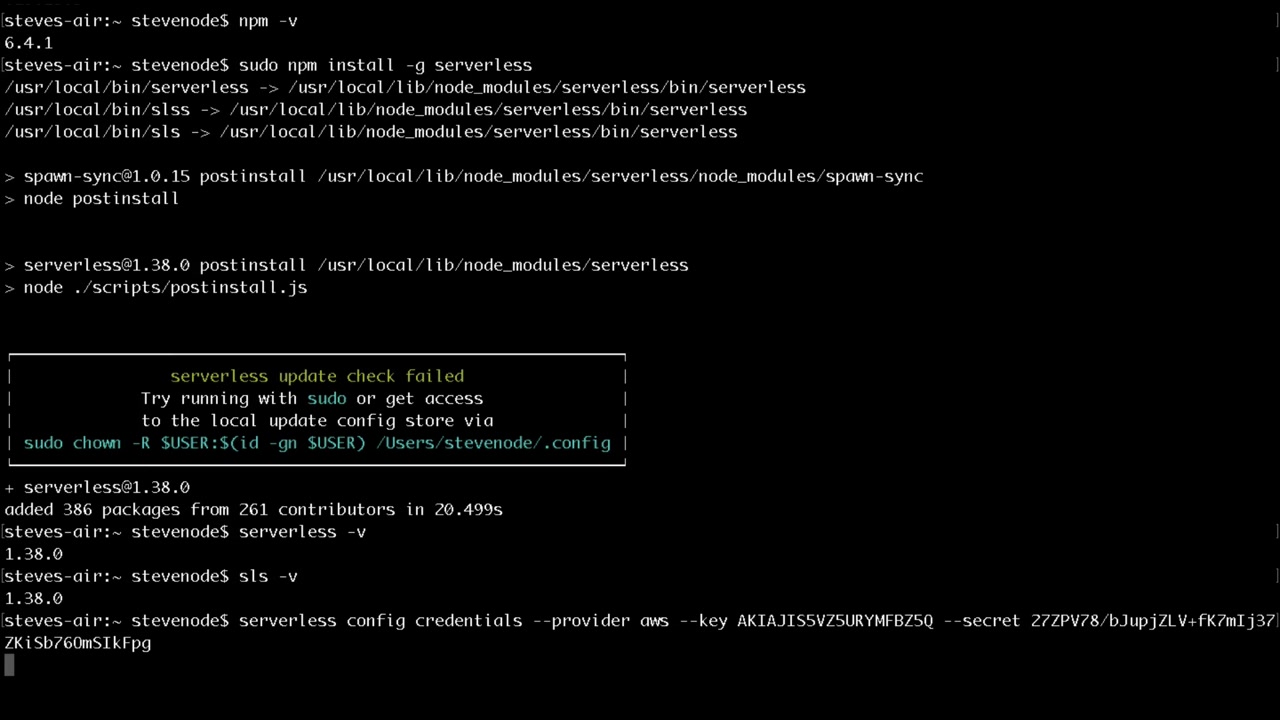 steves-air:~ stevenode$ npm -v
6.4.1
steves-air:~ stevenode$ sudo npm install -g serverless
/usr/local/bin/serverless -> /usr/local/lib/node_modules/serverless/bin/serverless
/usr/local/bin/slss -> /usr/local/lib/node_modules/serverless/bin/serverless
/usr/local/bin/sls -> /usr/local/lib/node_modules/serverless/bin/serverless
> spawn-sync@1.0.15 postinstall /usr/local/lib/node_modules/serverless/node_modules/spawn-sync
> node postinstall
> serverless@1.38.0 postinstall /usr/local/lib/node_modules/serverless
> node ./scripts/postinstall.js
serverless update check failed
Try running with sudo or get access
to the local update config store via
sudo chown -R $USER:$(id -gn $USER) /Users/stevenode/.config
+ serverless@1.38.0
added 386 packages from 261 contributors in 20.499s
steves-air:~ stevenode$ serverless -v
1.38.0
steves-air:~ stevenode$ sls -v
1.38.0
steves-air:~ stevenode$ serverless config credentials --provider aws --key AKIAJIS5VZ5URYMFBZ5Q --secret 27ZPV78/bJupjZLV+fK7mIj37
ZKiSb76OmSIkFpg